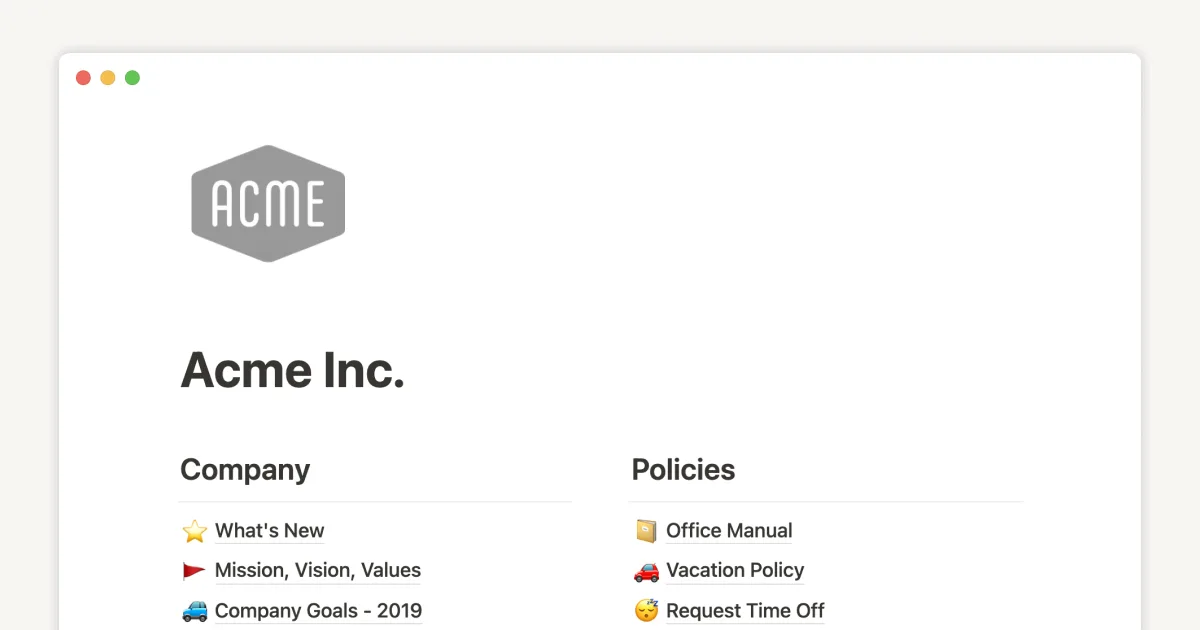 ACME
Acme Inc.
Company
What's New
Mission, Vision, Values
Company Goals - 2019
Policies
Office Manual
Vacation Policy
Request Time Off